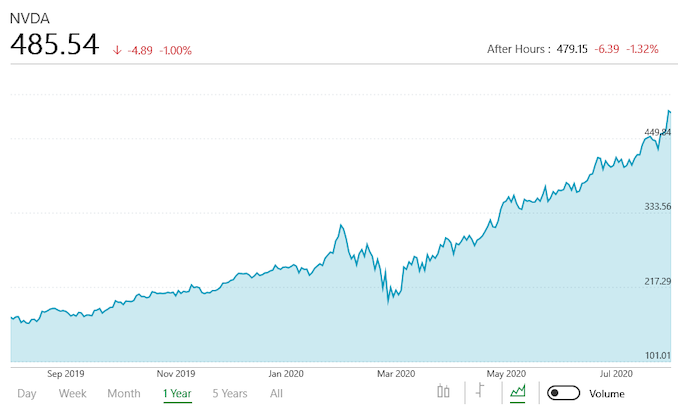 NVDA
485.54 ↓ -4.89 -1.00% After Hours : 479.15 -6.39 -1.32%
449.84
333.56
217.29
101.01
Sep 2019 Nov 2019 Jan 2020 Mar 2020 May 2020 Jul 2020
Day Week Month 1 Year 5 Years All Volume